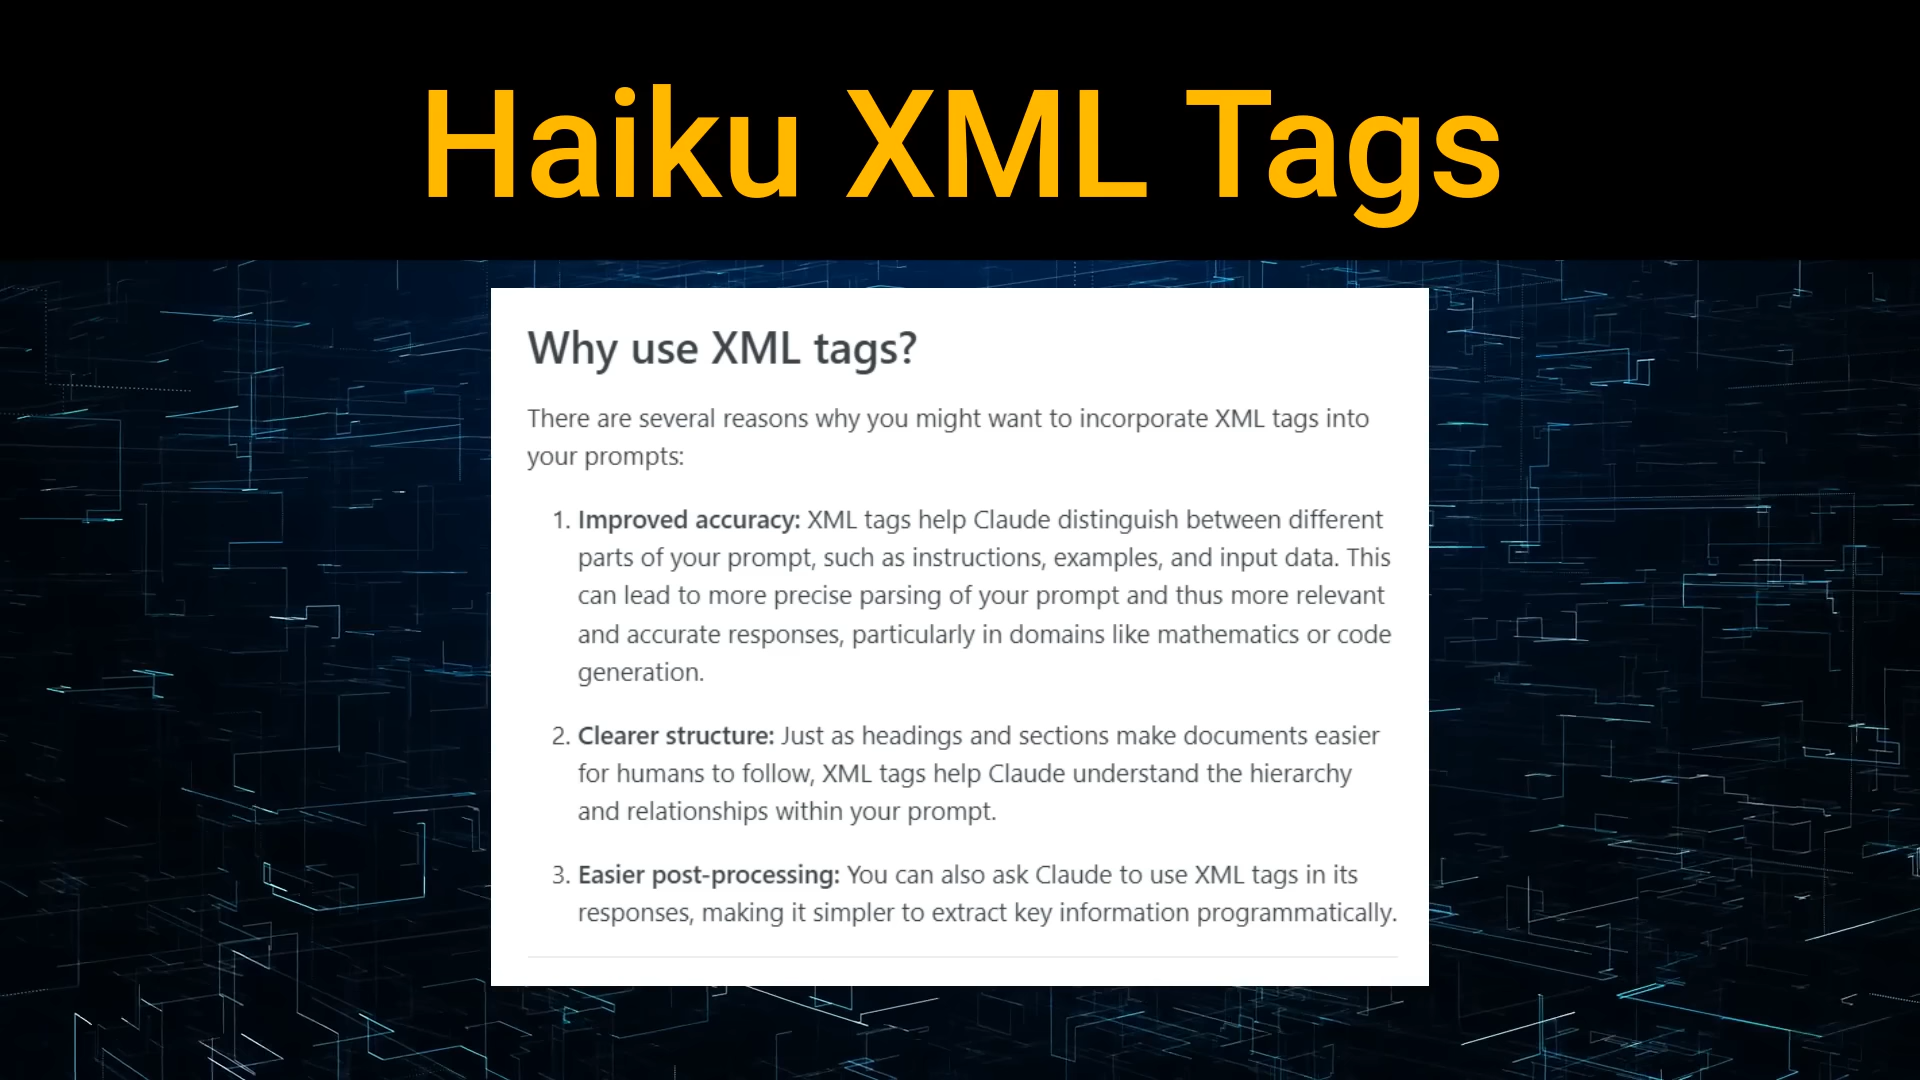 Haiku XML Tags
Why use XML tags?
There are several reasons why you might want to incorporate XML tags into
your prompts:
1. Improved accuracy: XML tags help Claude distinguish between different
parts of your prompt, such as instructions, examples, and input data. This
can lead to more precise parsing of your prompt and thus more relevant
and accurate responses, particularly in domains like mathematics or code
generation.
2. Clearer structure: Just as headings and sections make documents easier
for humans to follow, XML tags help Claude understand the hierarchy
and relationships within your prompt.
3. Easier post-processing: You can also ask Claude to use XML tags in its
responses, making it simpler to extract key information programmatically.